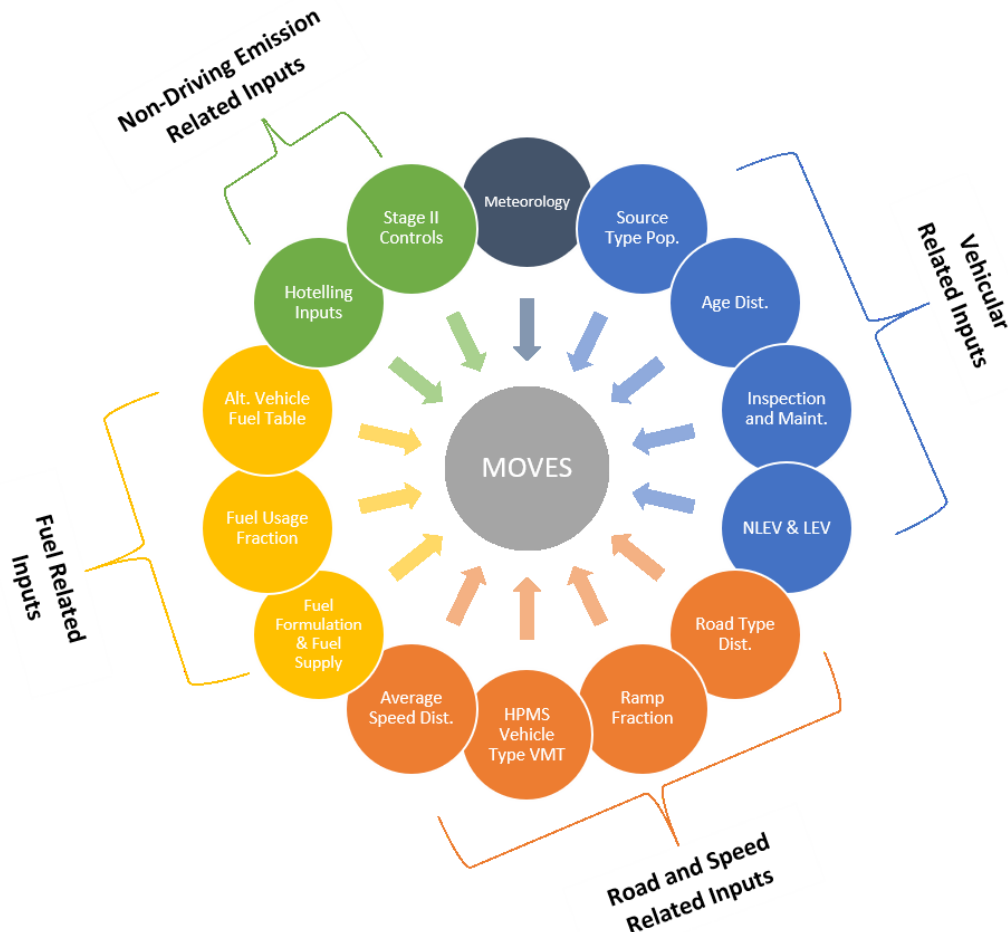 Non-Driving Emission
Related Inputs
Meteorology
Stage II
Controls
Source
Type Pop.
Hotelling
Inputs
Age Dist.
Vehicular
Related Inputs
Alt. Vehicle
Fuel Table
Inspection
and Maint.
MOVES
Fuel Usage
Fraction
NLEV & LEV
Fuel Related
Inputs
Fuel
Formulation
& Fuel
Supply
Road Type
Dist.
Average
Speed Dist.
HPMS
Vehicle
Type VMT
Ramp
Fraction
Road and Speed
Related Inputs